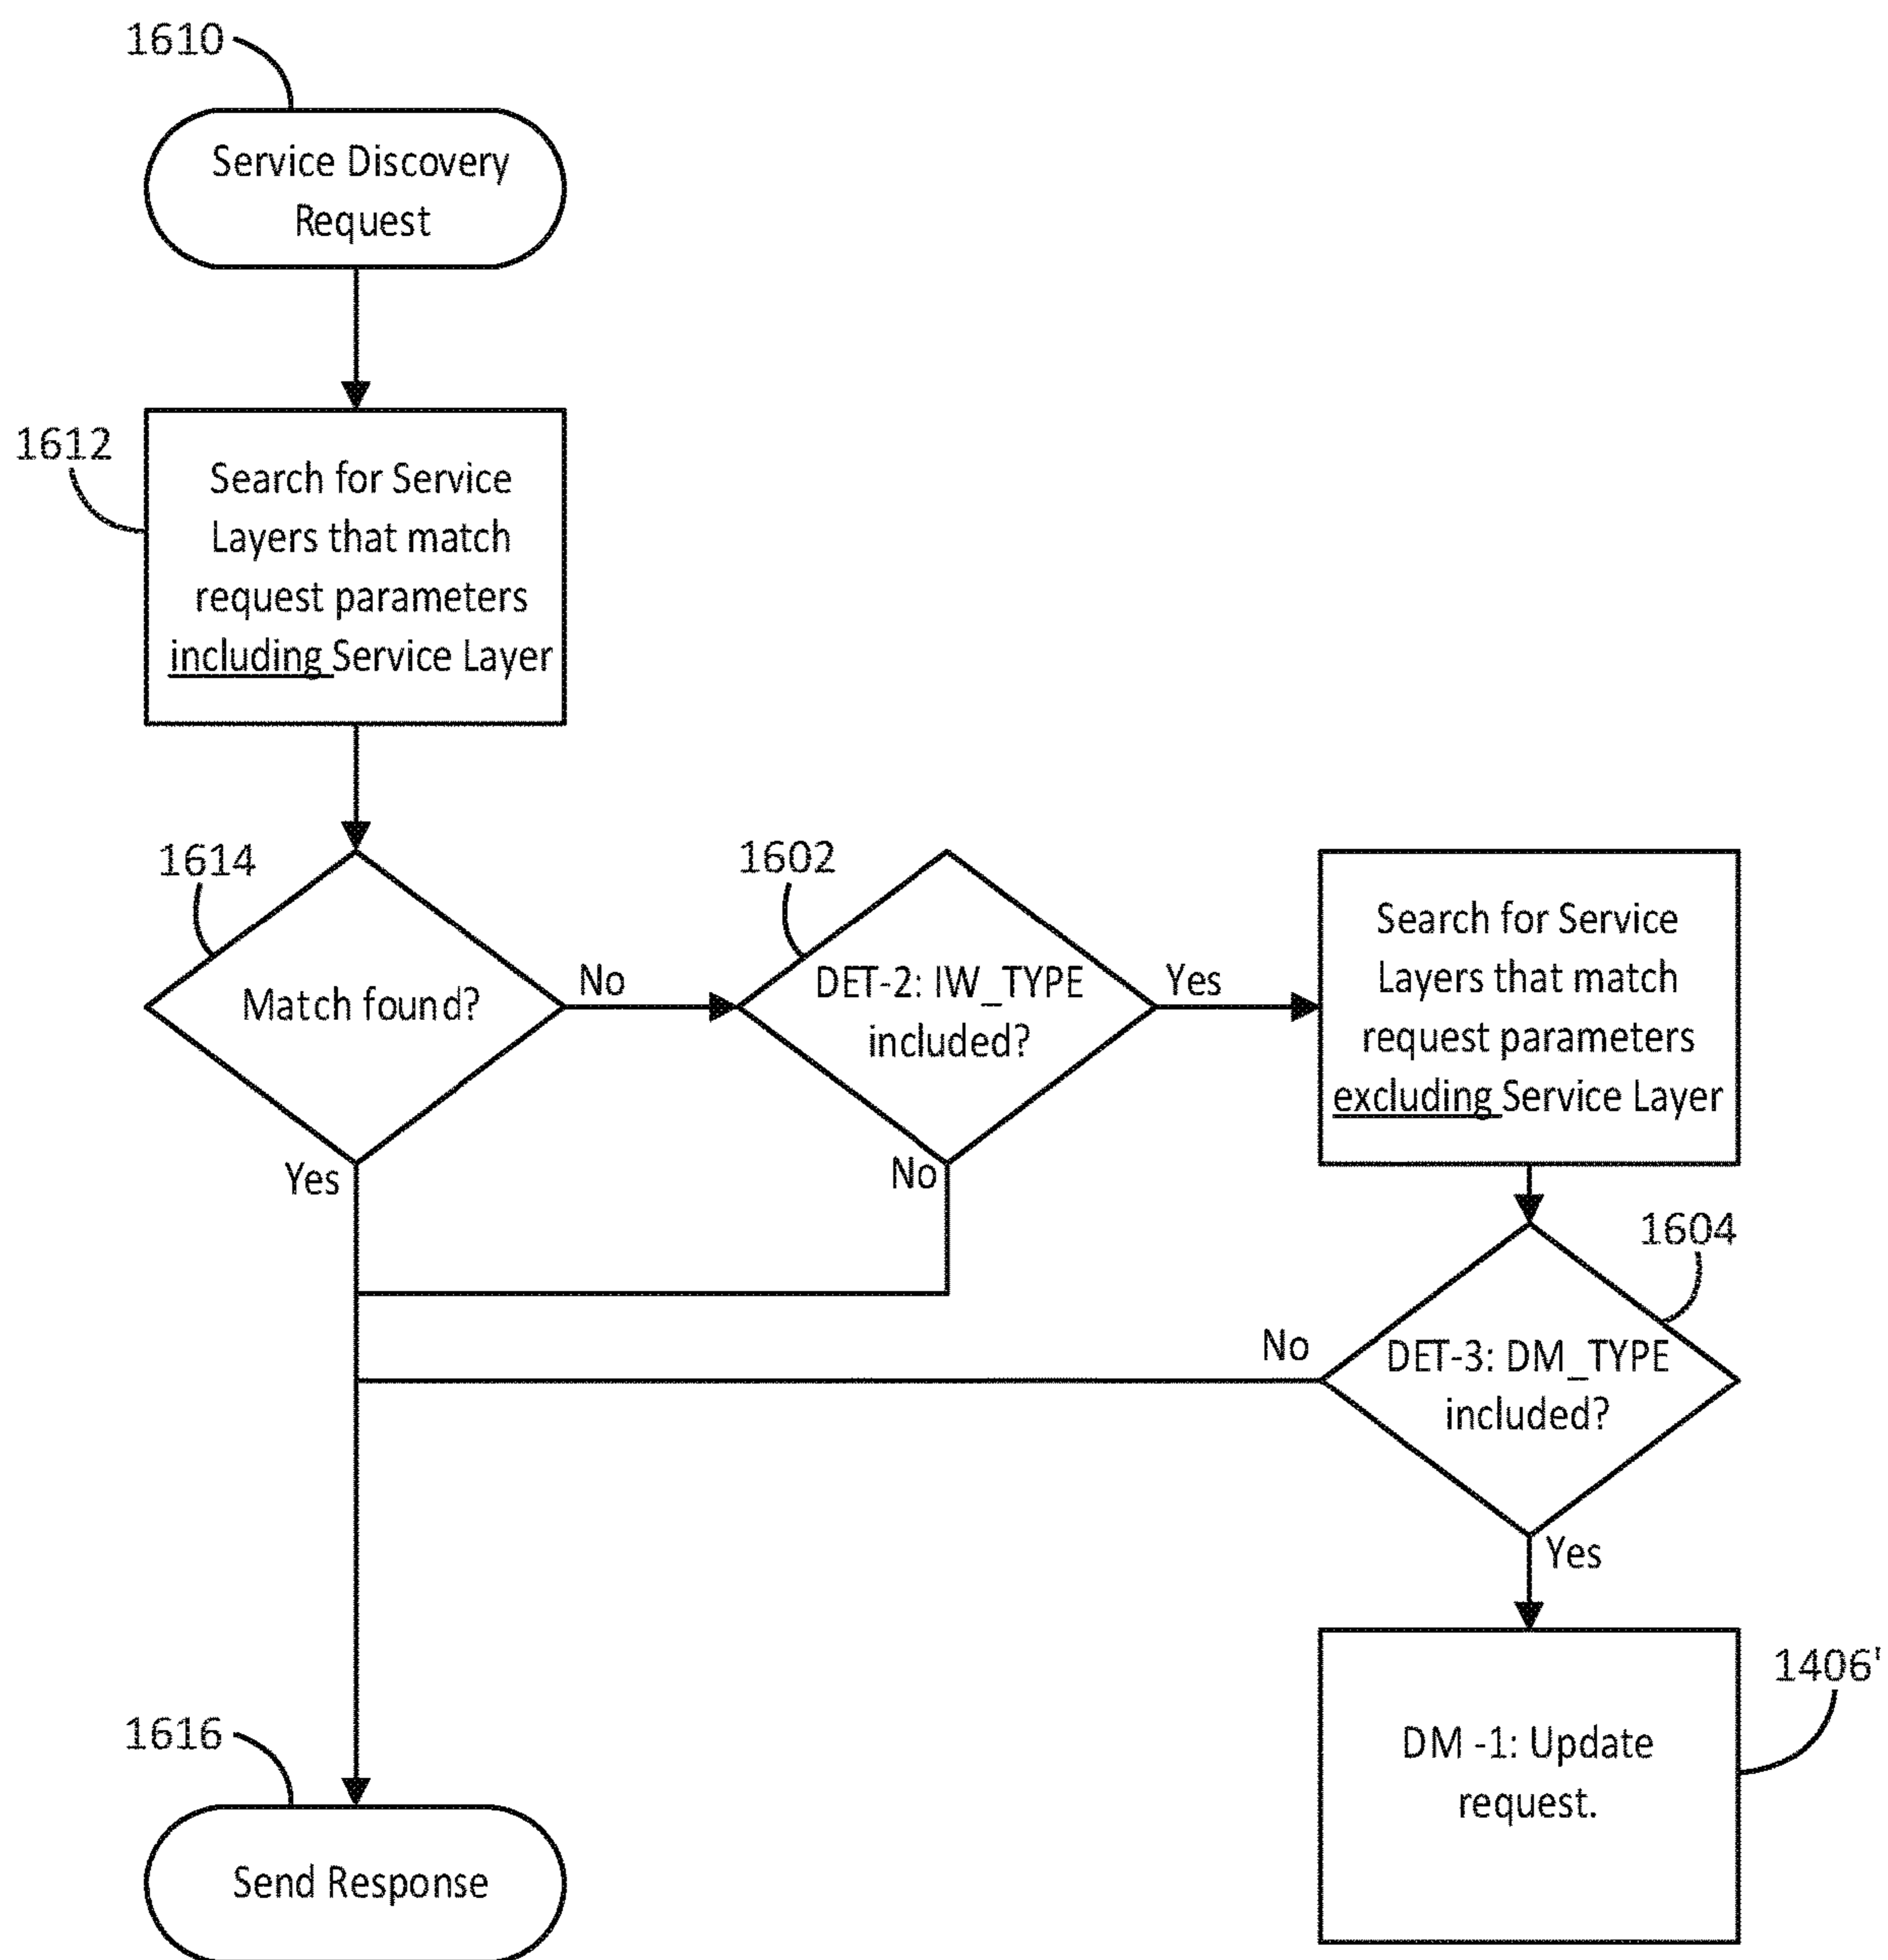 1610
Service Discovery
Request
1612
Search for Service
Layers that match
request parameters
including Service Layer
1614
Match found?
No
Yes
1602
DET-2: IW_TYPE
included?
Yes
No
Search for Service
Layers that match
request parameters
excluding Service Layer
1604
DET-3: DM_TYPE
included?
No
Yes
1406'
DM -1: Update
request.
1616
Send Response